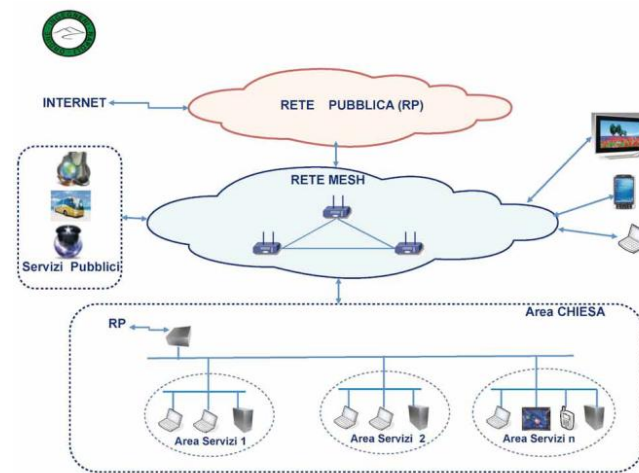 INTERNET
RETE PUBBLICA (RP)
RETE MESH
Servizi Pubblici
Area CHIESA
RP
Area Servizi 1
Area Servizi 2
Area Servizi n